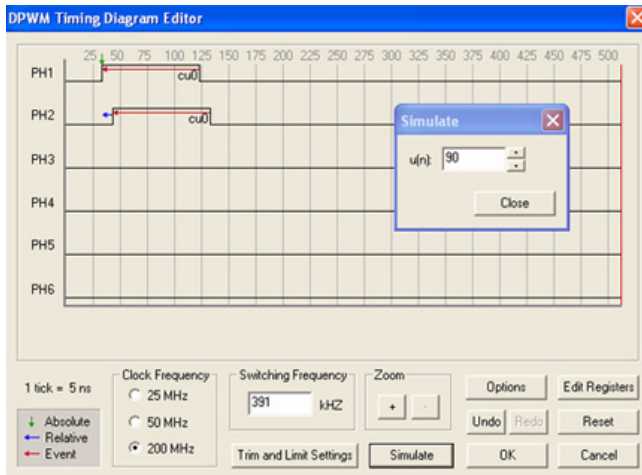 DPWM Timing Diagram Editor
25 50 75 100 125 150 175 200 225 250 275 300 325 350 375 400 425 450 475 500
PH1
cu0
PH2
cu0
PH3
PH4
PH5
PH6
Simulate
u(n): 90
Close
1 tick = 5 ns
Absolute
Relative
Event
Clock Frequency
25 MHz
50 MHz
200 MHz
Switching Frequency
391 kHZ
Zoom
+ -
Trim and Limit Settings
Simulate
Options
Edit Registers
Undo
Redo
Reset
OK
Cancel